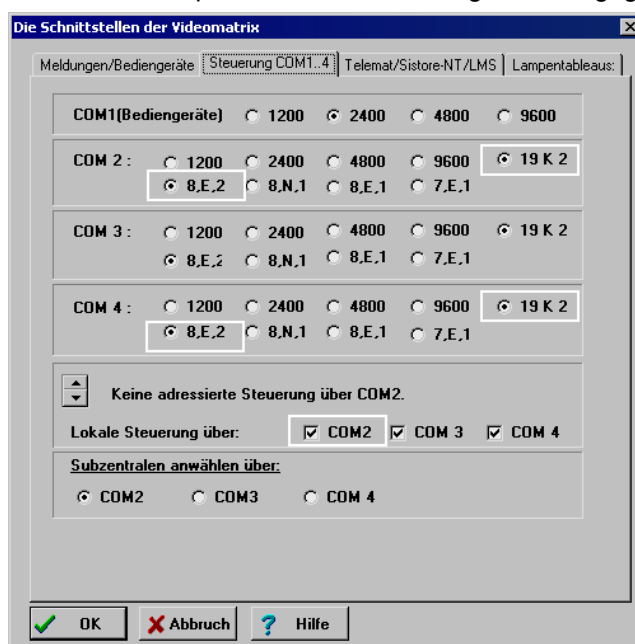 Die Schnittstellen der Videomatrix
Meldungen/Bediengeräte Steuerung COM1..4 Telemat/Sistore-NT/LMS Lampentableaus:
COM1(Bediengeräte) 1200 2400 4800 9600
COM 2 : 1200 2400 4800 9600 19 K 2
8,E,2 8,N,1 8,E,1 7,E,1
COM 3 : 1200 2400 4800 9600 19 K 2
8,E,2 8,N,1 8,E,1 7,E,1
COM 4 : 1200 2400 4800 9600 19 K 2
8,E,2 8,N,1 8,E,1 7,E,1
Keine adressierte Steuerung über COM2.
Lokale Steuerung über: COM2 COM 3 COM 4
Subzentralen anwählen über:
COM2 COM3 COM 4
OK Abbruch Hilfe